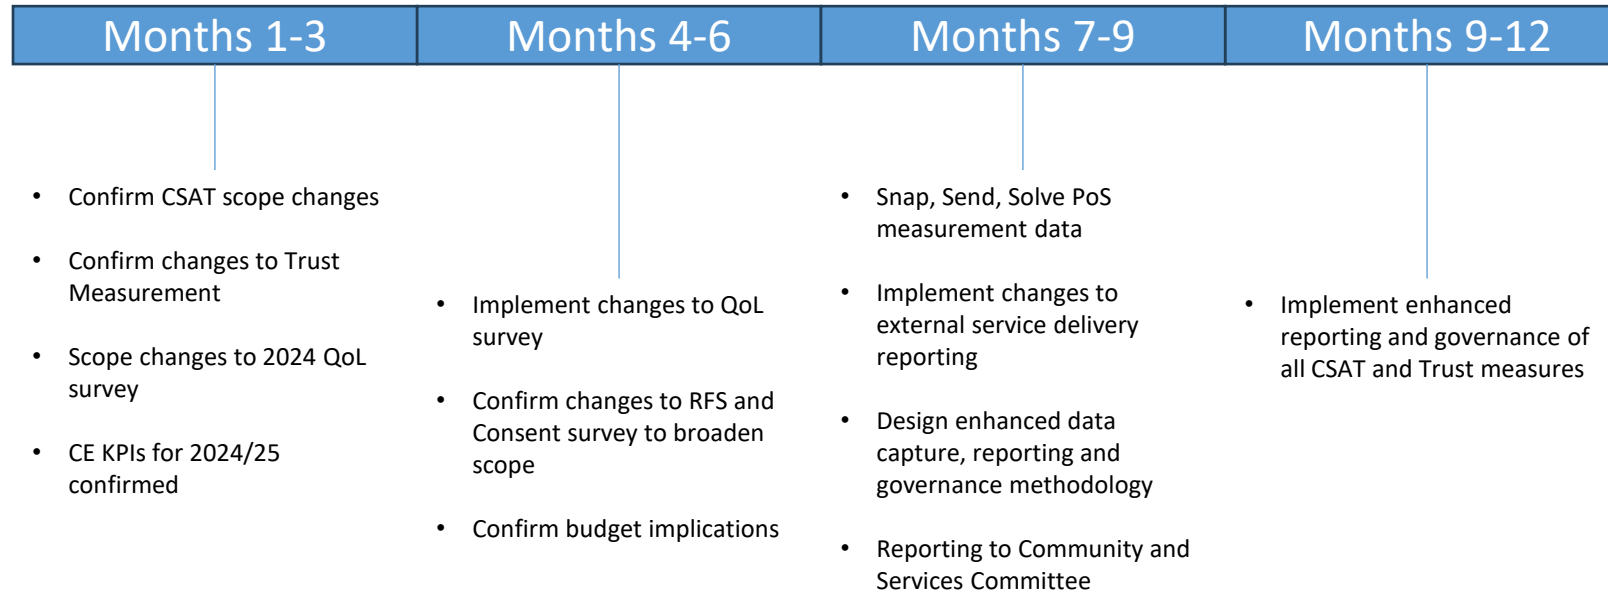 Months 1-3
Months 4-6
Months 7-9
Months 9-12
• Confirm CSAT scope changes
• Confirm changes to Trust
Measurement
• Scope changes to 2024 QoL
survey
• CE KPIs for 2024/25
confirmed
• Implement changes to QoL
survey
• Confirm changes to RFS and
Consent survey to broaden
scope
• Confirm budget implications
• Snap, Send, Solve PoS
measurement data
• Implement changes to
external service delivery
reporting
• Design enhanced data
capture, reporting and
governance methodology
• Reporting to Community and
Services Committee
• Implement enhanced
reporting and governance of
all CSAT and Trust measures